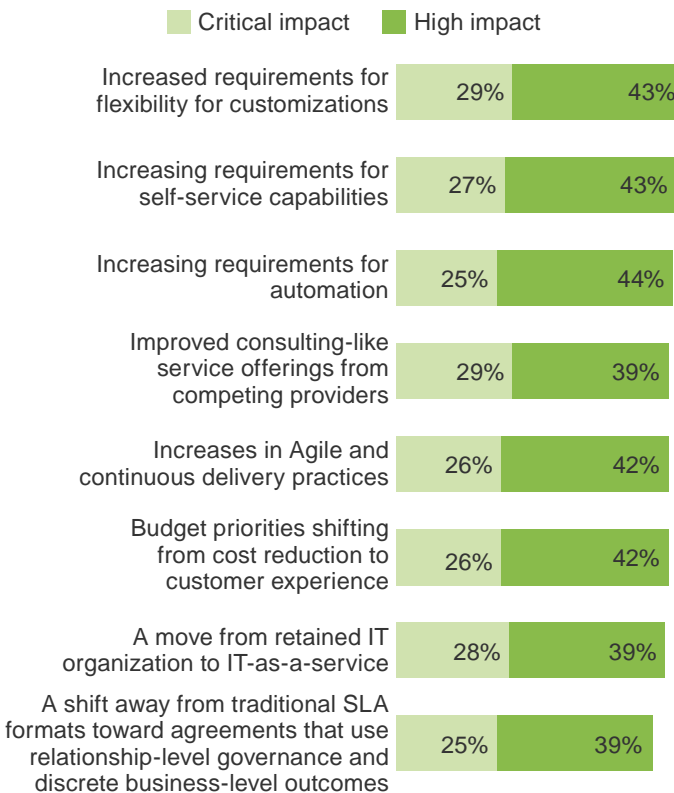 Critical impact High impact
Increased requirements for
flexibility for customizations
29% 43%
Increasing requirements for
self-service capabilities
27% 43%
Increasing requirements for
automation
25% 44%
Improved consulting-like
service offerings from
competing providers
29% 39%
Increases in Agile and
continuous delivery practices
26% 42%
Budget priorities shifting
from cost reduction to
customer experience
26% 42%
A move from retained IT
organization to IT-as-a-service
28% 39%
A shift away from traditional SLA
formats toward agreements that use
relationship-level governance and
discrete business-level outcomes
25% 39%